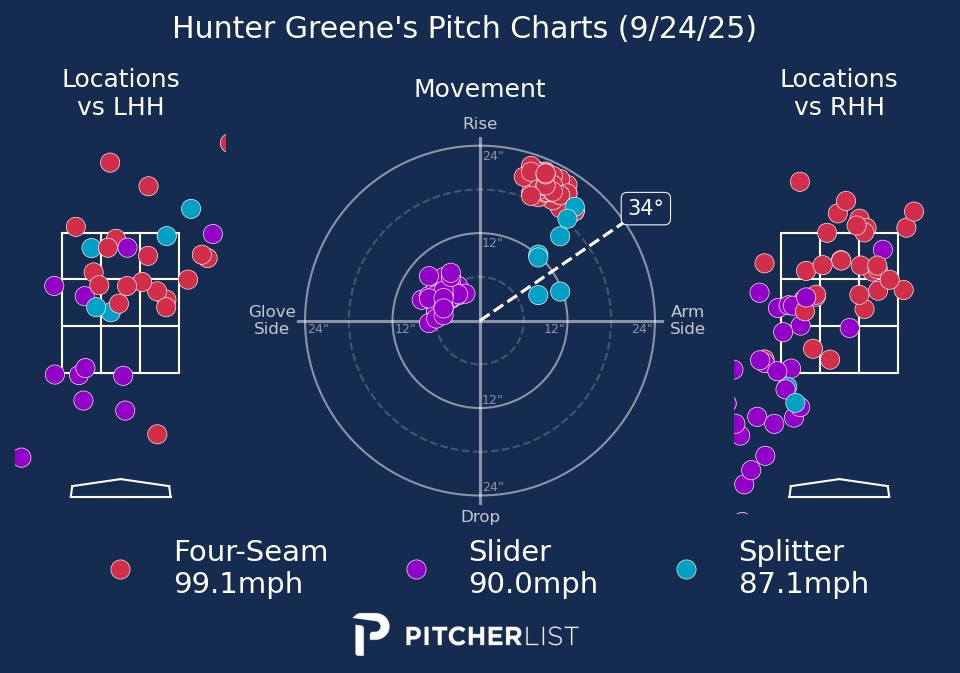 Hunter Greene's Pitch Charts (9/24/25)
Locations
vs LHH
Movement
Locations
vs RHH
Rise
24"
34°
12"
Glove
Side
24"
12"
12"
24"
Arm
Side
12"
24"
Drop
Four-Seam
99.1mph
Slider
90.0mph
Splitter
87.1mph
PITCHERLIST